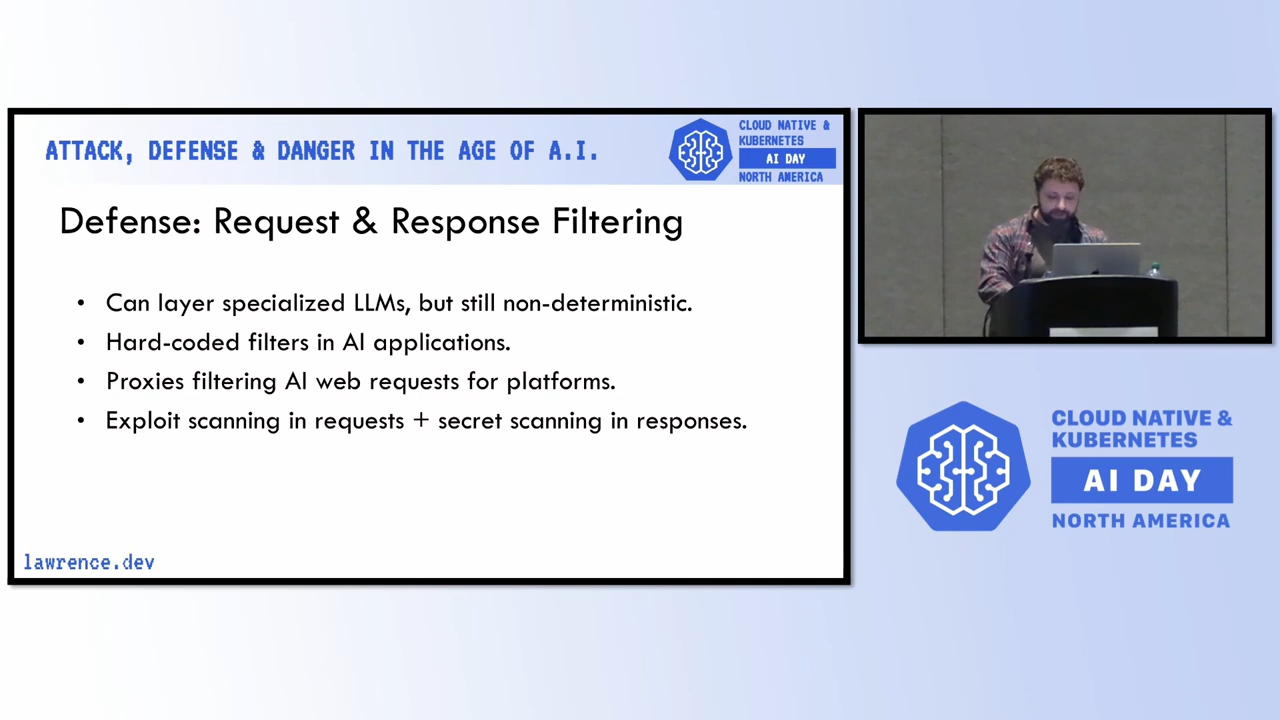 ATTACK, DEFENSE & DANGER IN THE AGE OF A.I.
CLOUD NATIVE &
KUBERNETES
AI DAY
NORTH AMERICA
Defense: Request & Response Filtering
• Can layer specialized LLMs, but still non-deterministic.
• Hard-coded filters in AI applications.
• Proxies filtering AI web requests for platforms.
• Exploit scanning in requests + secret scanning in responses.
lawrence.dev
CLOUD NATIVE &
KUBERNETES
AI DAY
NORTH AMERICA